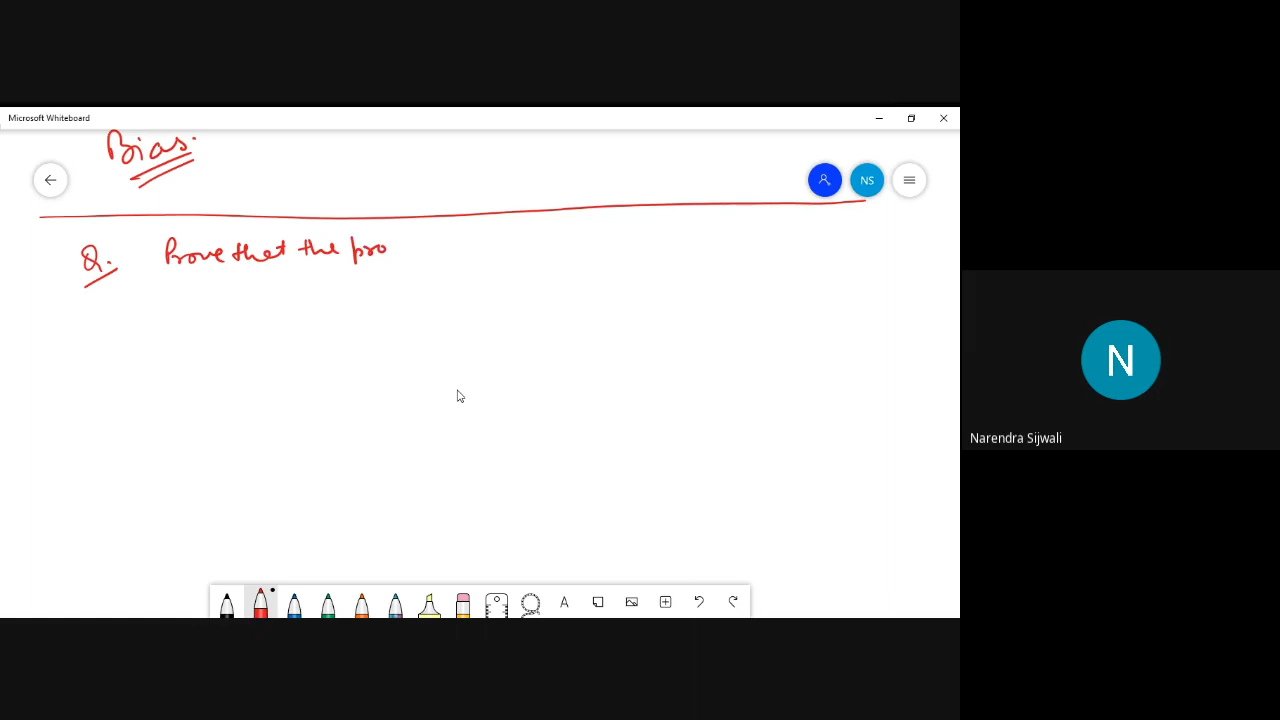 Microsoft Whiteboard
Bias.
NS
Q. Prove that the pro
N
Narendra Sijwali
A